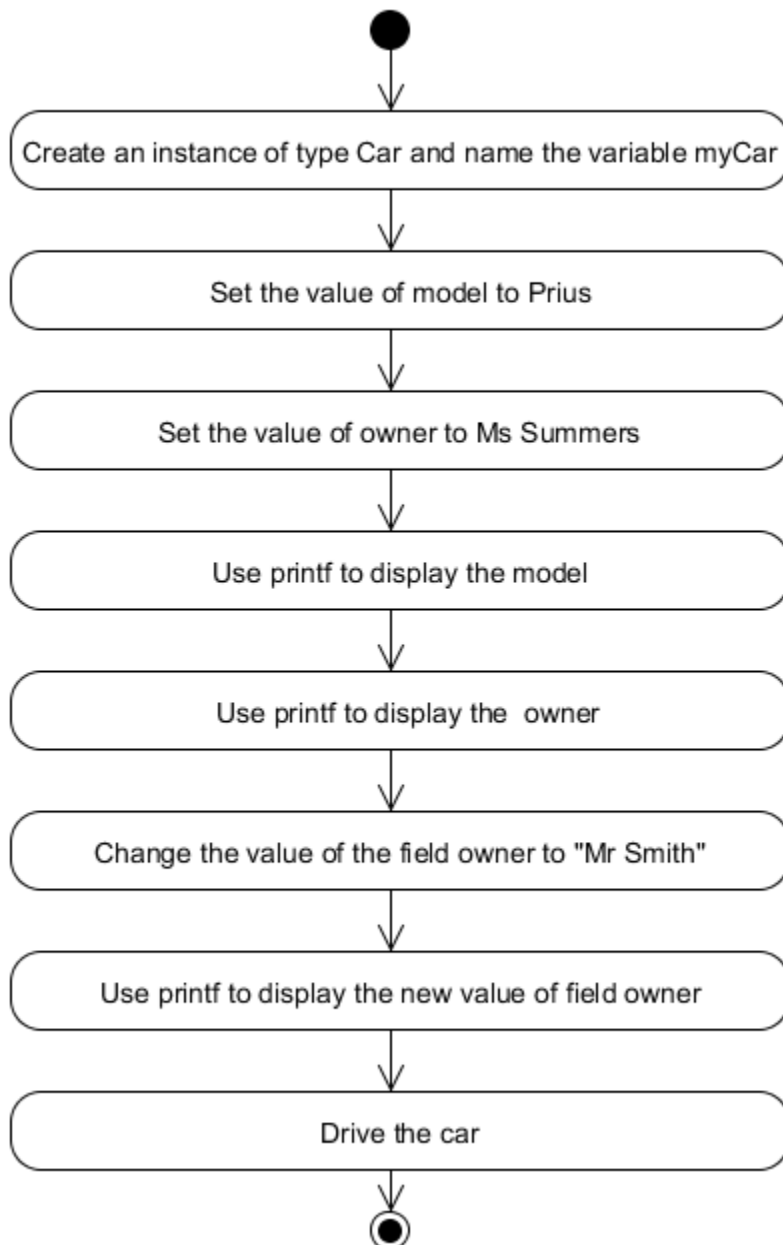 Create an instance of type Car and name the variable myCar
Set the value of model to Prius
Set the value of owner to Ms Summers
Use printf to display the model
Use printf to display the  owner
Change the value of the field owner to "Mr Smith"
Use printf to display the new value of field owner
Drive the car